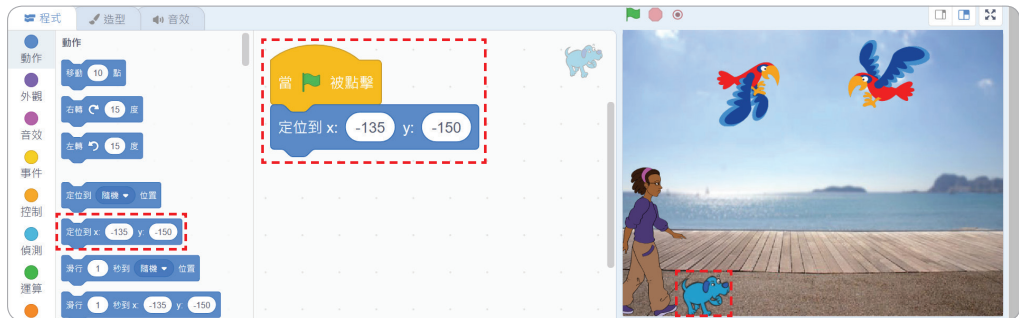 程式 造型 音效
動作
外觀
音效
事件
控制
偵測
運算
動作
移動 10 點
右轉 15 度
左轉 15 度
定位到 隨機 位置
定位到 x: -135 y: -150
滑行 1 秒到 隨機 位置
滑行 1 秒到 x: -135 y: -150
當 被點擊
定位到 x: -135 y: -150